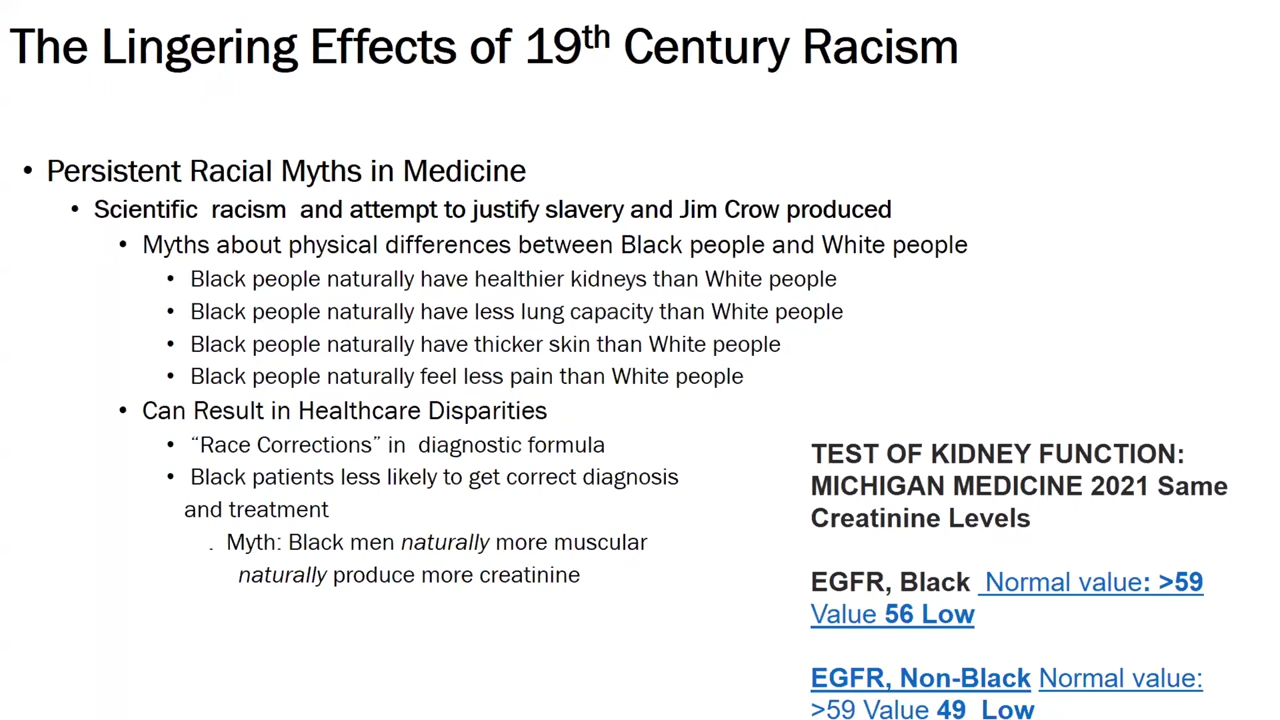 The Lingering Effects of 19th Century Racism
• Persistent Racial Myths in Medicine
• Scientific racism and attempt to justify slavery and Jim Crow produced
• Myths about physical differences between Black people and White people
• Black people naturally have healthier kidneys than White people
• Black people naturally have less lung capacity than White people
• Black people naturally have thicker skin than White people
• Black people naturally feel less pain than White people
• Can Result in Healthcare Disparities
• “Race Corrections” in diagnostic formula
• Black patients less likely to get correct diagnosis
and treatment
. Myth: Black men naturally more muscular
naturally produce more creatinine
TEST OF KIDNEY FUNCTION:
MICHIGAN MEDICINE 2021 Same
Creatinine Levels
EGFR, Black Normal value: >59
Value 56 Low
EGFR, Non-Black Normal value:
>59 Value 49 Low